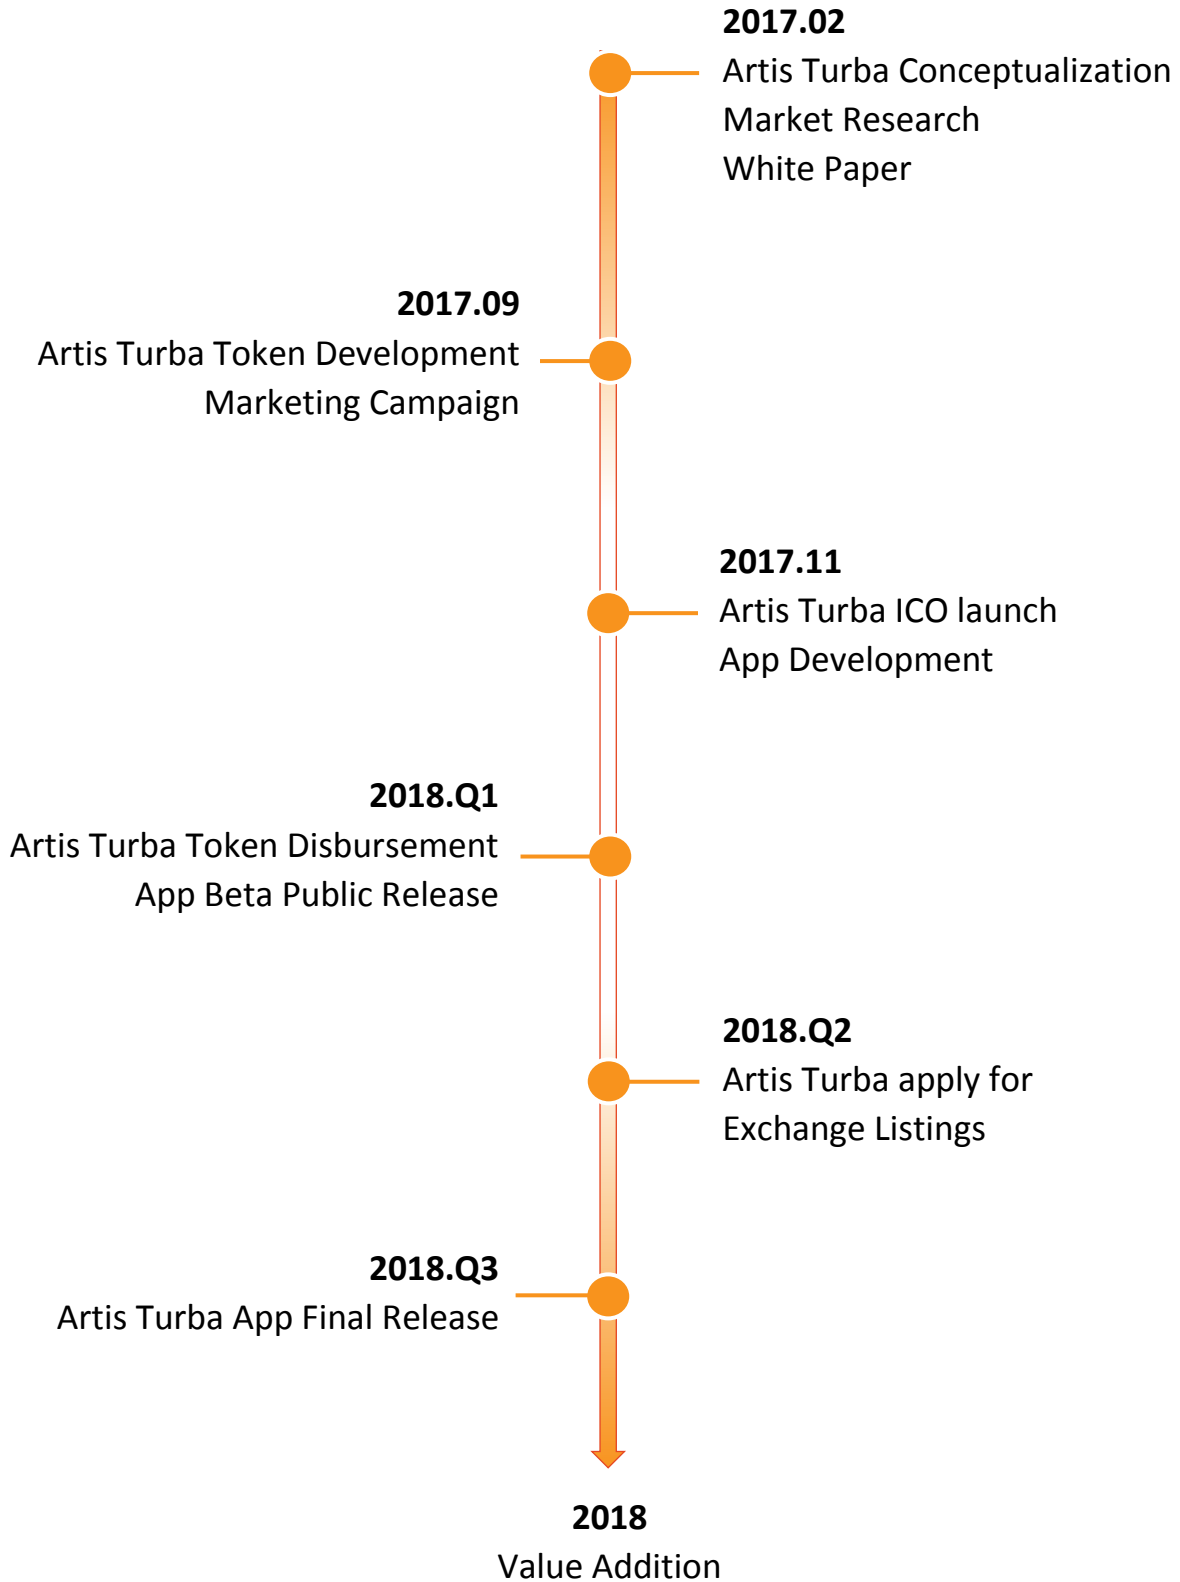 2017.02
Artis Turba Conceptualization
Market Research
White Paper
2017.09
Artis Turba Token Development
Marketing Campaign
2017.11
Artis Turba ICO launch
App Development
2018.Q1
Artis Turba Token Disbursement
App Beta Public Release
2018.Q2
Artis Turba apply for
Exchange Listings
2018.Q3
Artis Turba App Final Release
2018
Value Addition